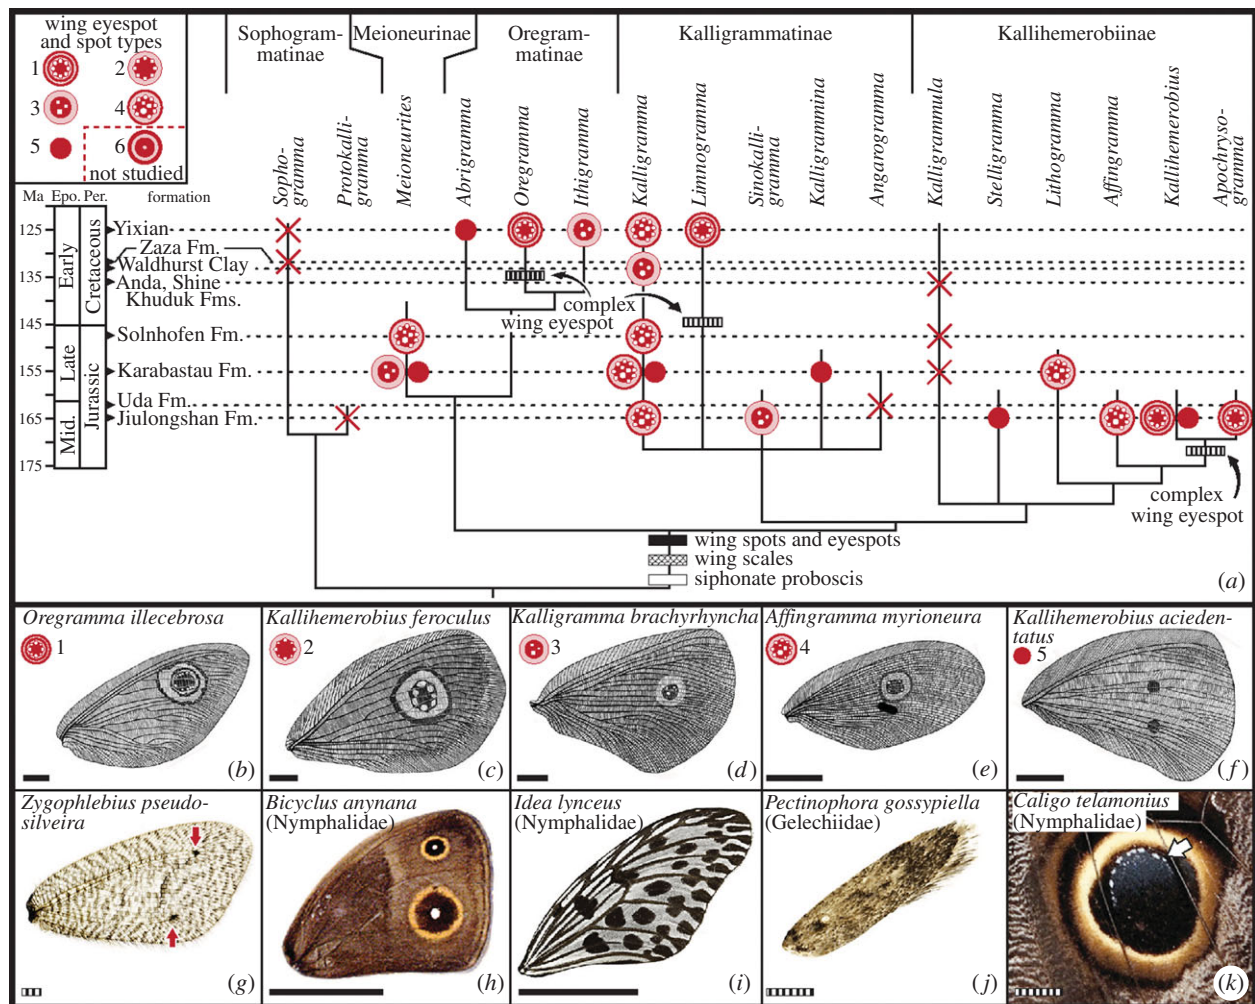 wing eyespot
and spot types
1
2
3
4
5
6
not studied
Sophogram-
matinae
Meioneurinae
Oregram-
matinae
Kalligrammatinae
Kallihemerobiinae
Sopho-
gramma
Protokalli-
gramma
Meioneurites
Abrigramma
Oregramma
Ithigramma
Kalligramma
Limnogramma
Sinokalli-
gramma
Kalligrammina
Angarogramma
Kalligrammula
Stelligramma
Lithogramma
Affingramma
Kallihemerobius
Apochryso-
gramma
Ma Epo. Per. formation
125
135
145
155
165
175
Early
Late
Mid.
Cretaceous
Jurassic
Yixian
Zaza Fm.
Waldhurst Clay
Anda, Shine
Khuduk Fms.
Solnhofen Fm.
Karabastau Fm.
Uda Fm.
Jiulongshan Fm.
complex
wing eyespot
complex
wing eyespot
wing spots and eyespots
wing scales
siphonate proboscis
(a)
Oregramma illecebrosa
1
(b)
Kallihemerobius feroculus
2
(c)
Kalligramma brachyrhyncha
3
(d)
Affingramma myrioneura
4
(e)
Kallihemerobius acieden-
tatus
5
(f)
Zygophlebius pseudo-
silveira
(g)
Bicyclus anynana
(Nymphalidae)
(h)
Idea lynceus
(Nymphalidae)
(i)
Pectinophora gossypiella
(Gelechiidae)
(j)
Caligo telamonius
(Nymphalidae)
(k)